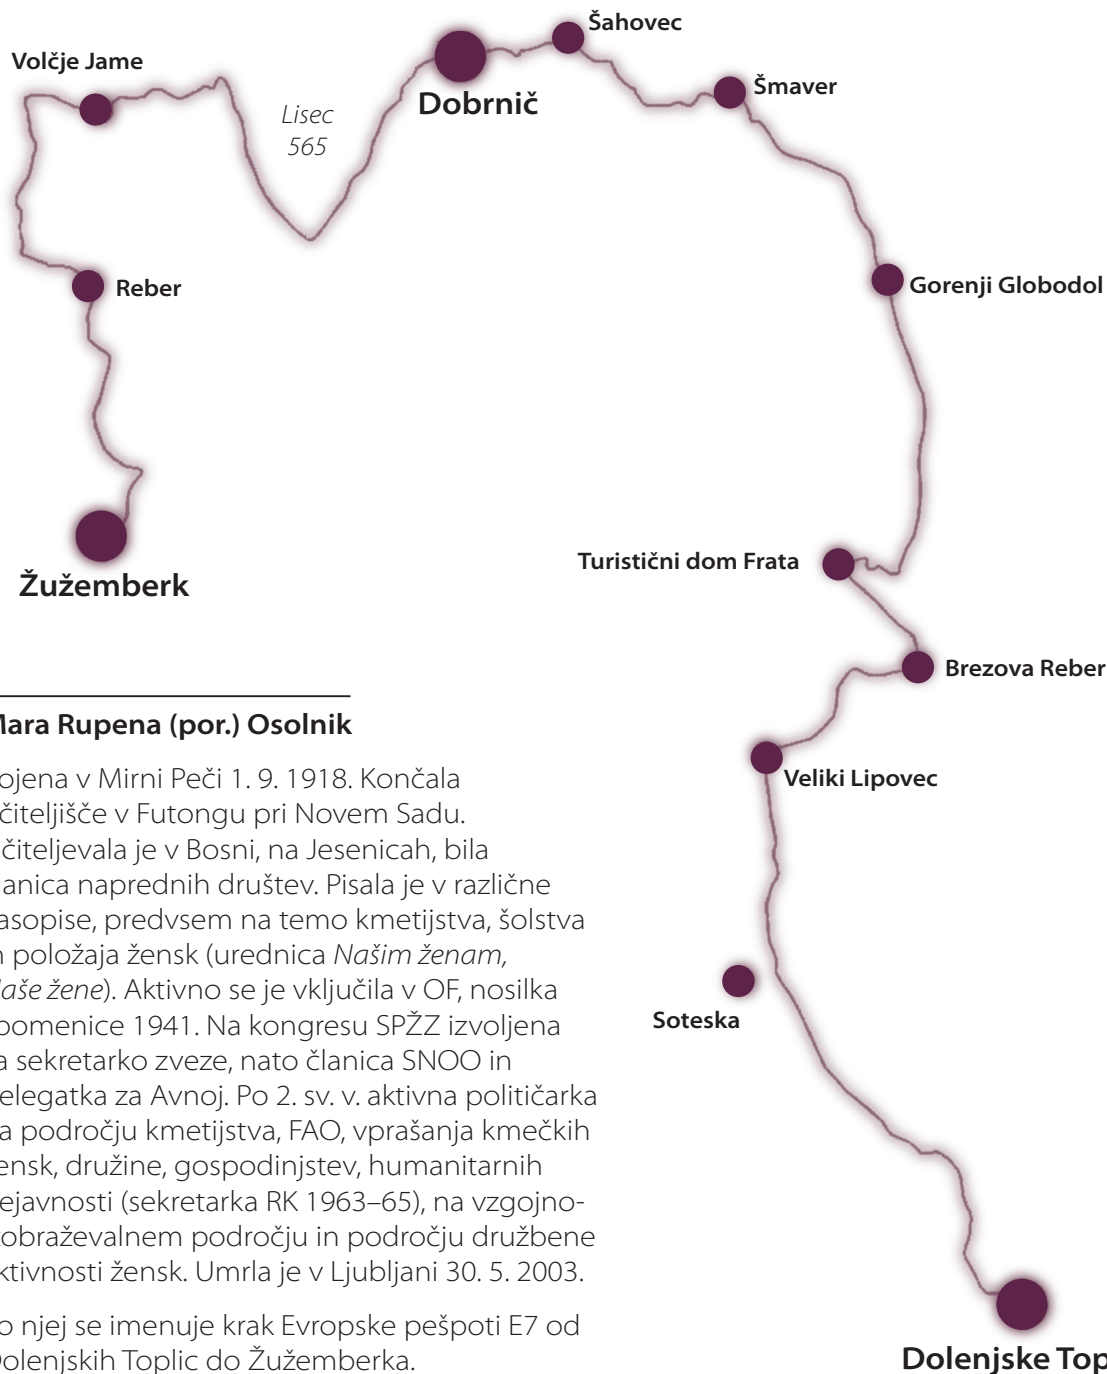 Šahovec
Volčje Jame
Dobrnič
Šmaver
Lisec
565
Reber
Gorenji Globodol
Žužemberk
Turistični dom Frata
Brezova Reber
Veliki Lipovec
Soteska
Dolenjske Top
Mara Rupena (por.) Osolnik
ojena v Mirni Peči 1. 9. 1918. Končala
čiteljišče v Futongu pri Novem Sadu.
čiteljevala je v Bosni, na Jesenicah, bila
lanica naprednih društev. Pisala je v različne
asopise, predvsem na temo kmetijstva, šolstva
n položaja žensk (urednica Našim ženam,
Naše žene). Aktivno se je vključila v OF, nosilka
pomenice 1941. Na kongresu SPŽZ izvoljena
a sekretarko zveze, nato članica SNOO in
elegatka za Avnoj. Po 2. sv. v. aktivna političarka
a področju kmetijstva, FAO, vprašanja kmečkih
ensk, družine, gospodinjstev, humanitarnih
ejavnosti (sekretarka RK 1963–65), na vzgojno-
zobraževalnem področju in področju družbene
ktivnosti žensk. Umrla je v Ljubljani 30. 5. 2003.
o njej se imenuje krak Evropske pešpoti E7 od
Dolenjskih Toplic do Žužemberka.